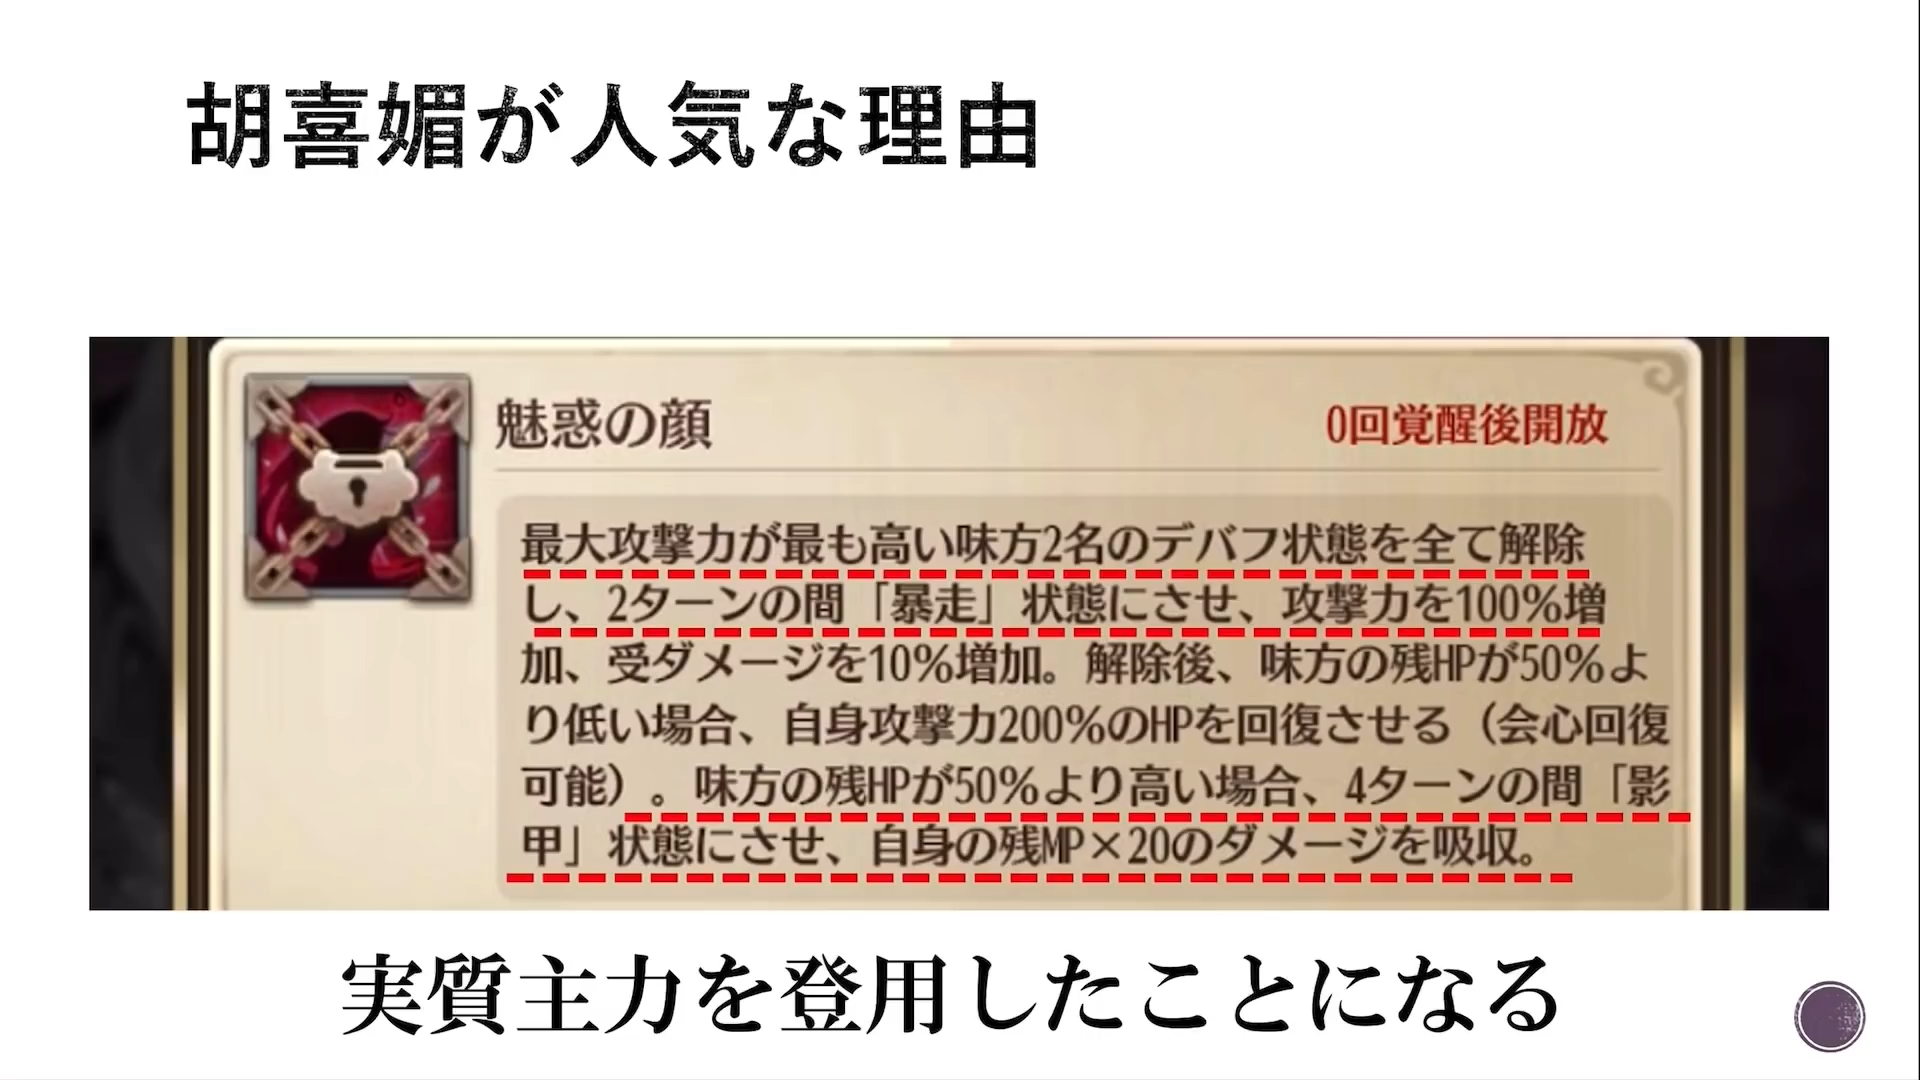 胡喜媚が人気な理由
魅惑の顔
0回覚醒後開放
最大攻撃力が最も高い味方2名のデバフ状態を全て解除
し、2ターンの間「暴走」状態にさせ、攻撃力を100%増
加、受ダメージを10%増加。解除後、味方の残HPが50%よ
り低い場合、自身攻撃力200%のHPを回復させる（会心回復
可能）。味方の残HPが50%より高い場合、4ターンの間「影
甲」状態にさせ、自身の残MP×20のダメージを吸収。
実質主力を登用したことになる